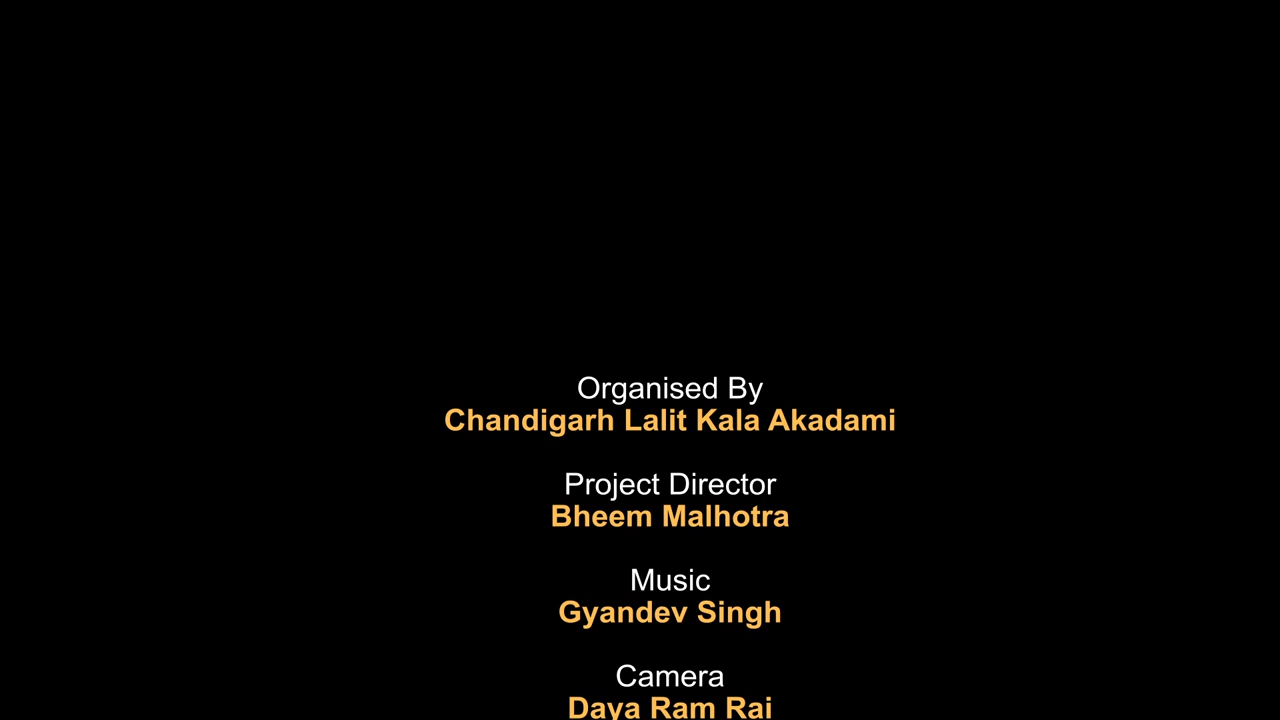 Organised By
Chandigarh Lalit Kala Akadami
Project Director
Bheem Malhotra
Music
Gyandev Singh
Camera
Daya Ram Rai